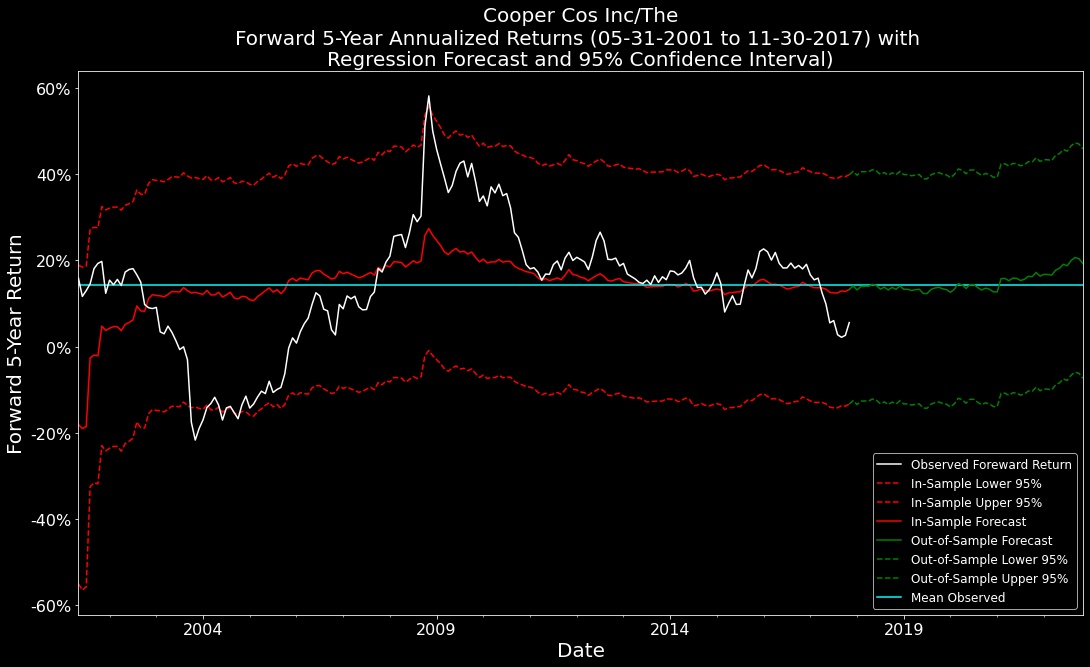 Cooper Cos Inc/The
Forward 5-Year Annualized Returns (05-31-2001 to 11-30-2017) with
Regression Forecast and 95% Confidence Interval)
Forward 5-Year Return
60%
40%
20%
0%
-20%
-40%
-60%
Observed Foreward Return
In-Sample Lower 95%
In-Sample Upper 95%
In-Sample Forecast
Out-of-Sample Forecast
Out-of-Sample Lower 95%
Out-of-Sample Upper 95%
Mean Observed
2004
2009
2014
2019
Date